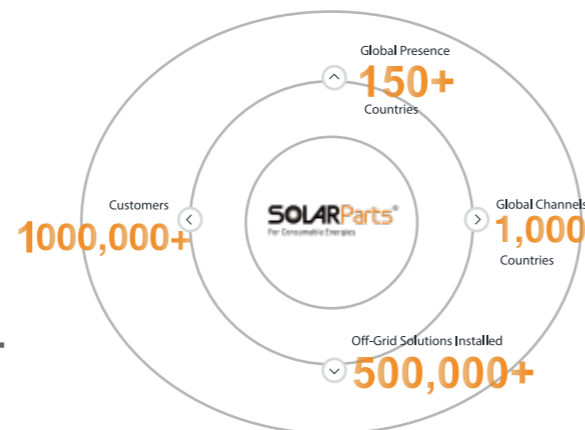 Global Presence
150+
Countries
Customers
1000,000+
SOLARParts®
For Consumable Energies
Global Channels
1,000
Countries
Off-Grid Solutions Installed
500,000+